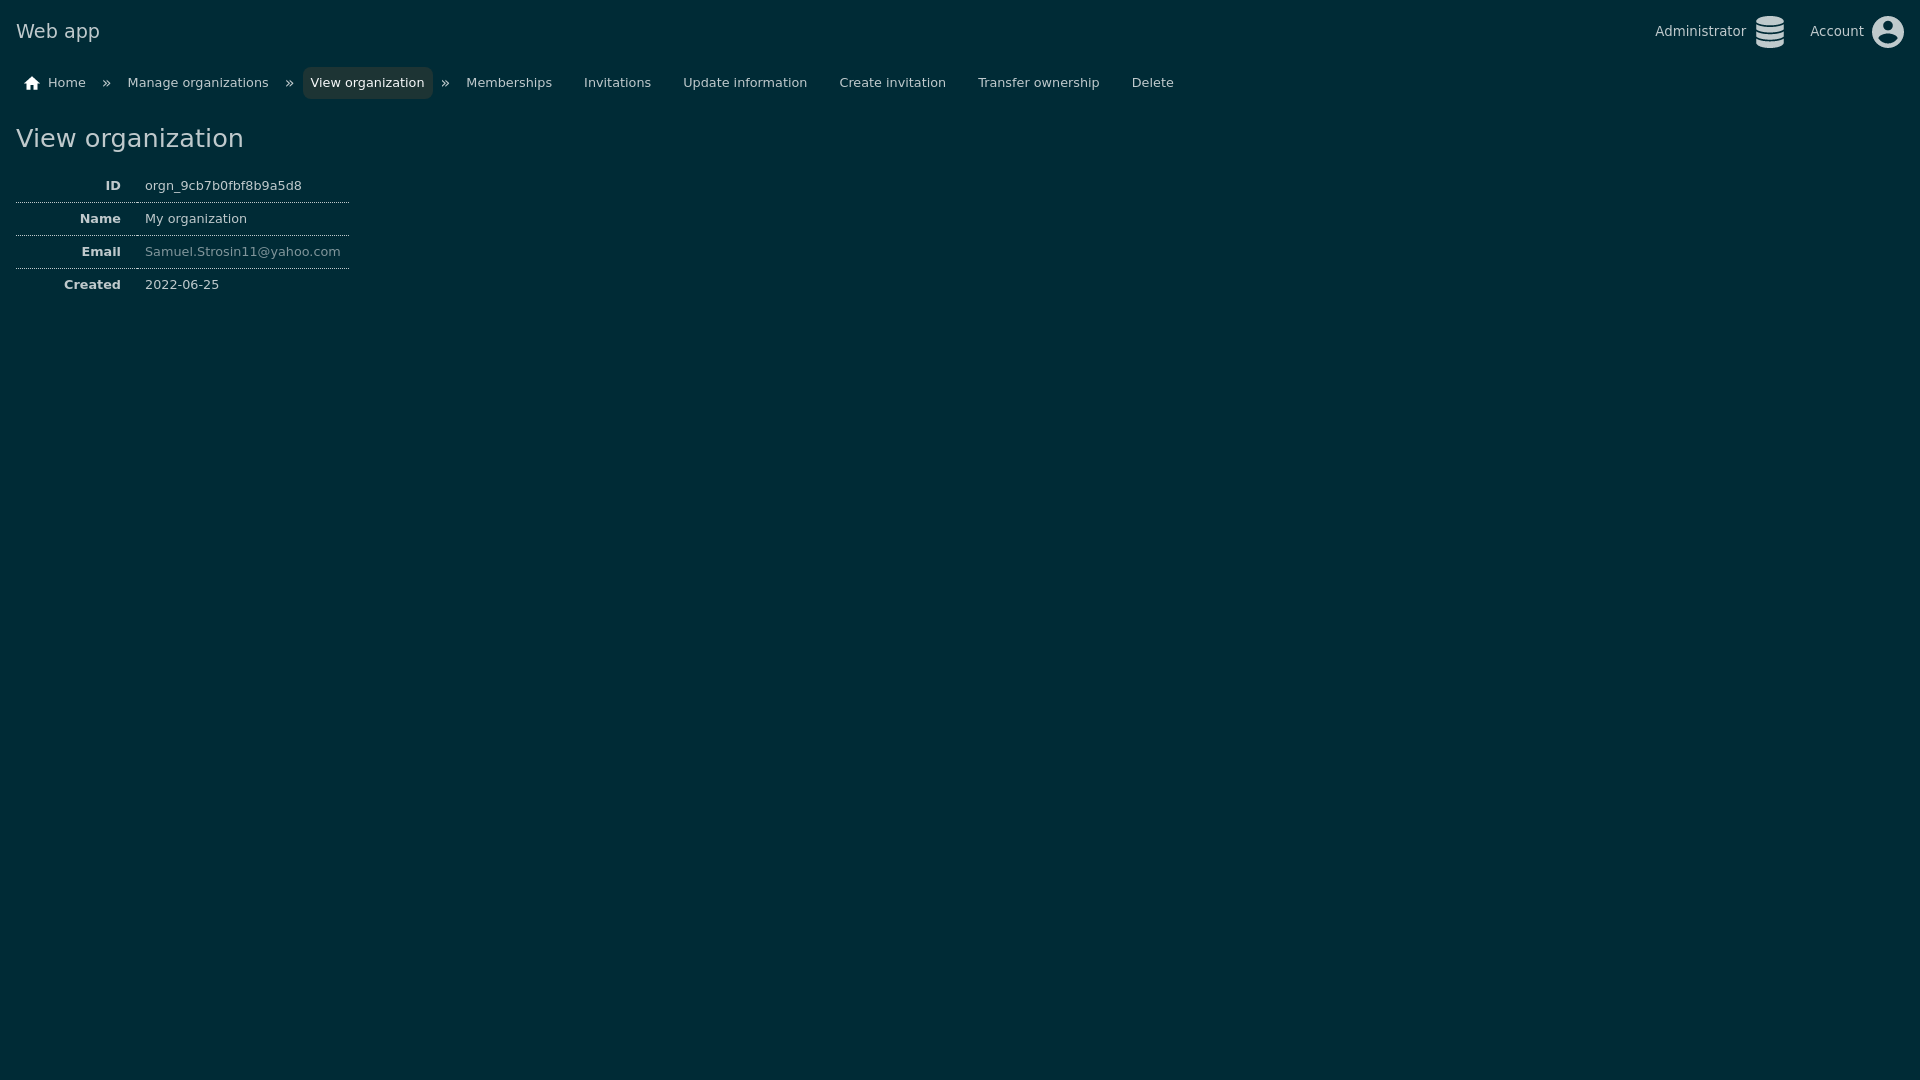 Web app
Administrator
Account
Home » Manage organizations » View organization » Memberships Invitations Update information Create invitation Transfer ownership Delete
View organization
ID orgn_9cb7b0fbf8b9a5d8
Name My organization
Email Samuel.Strosin11@yahoo.com
Created 2022-06-25